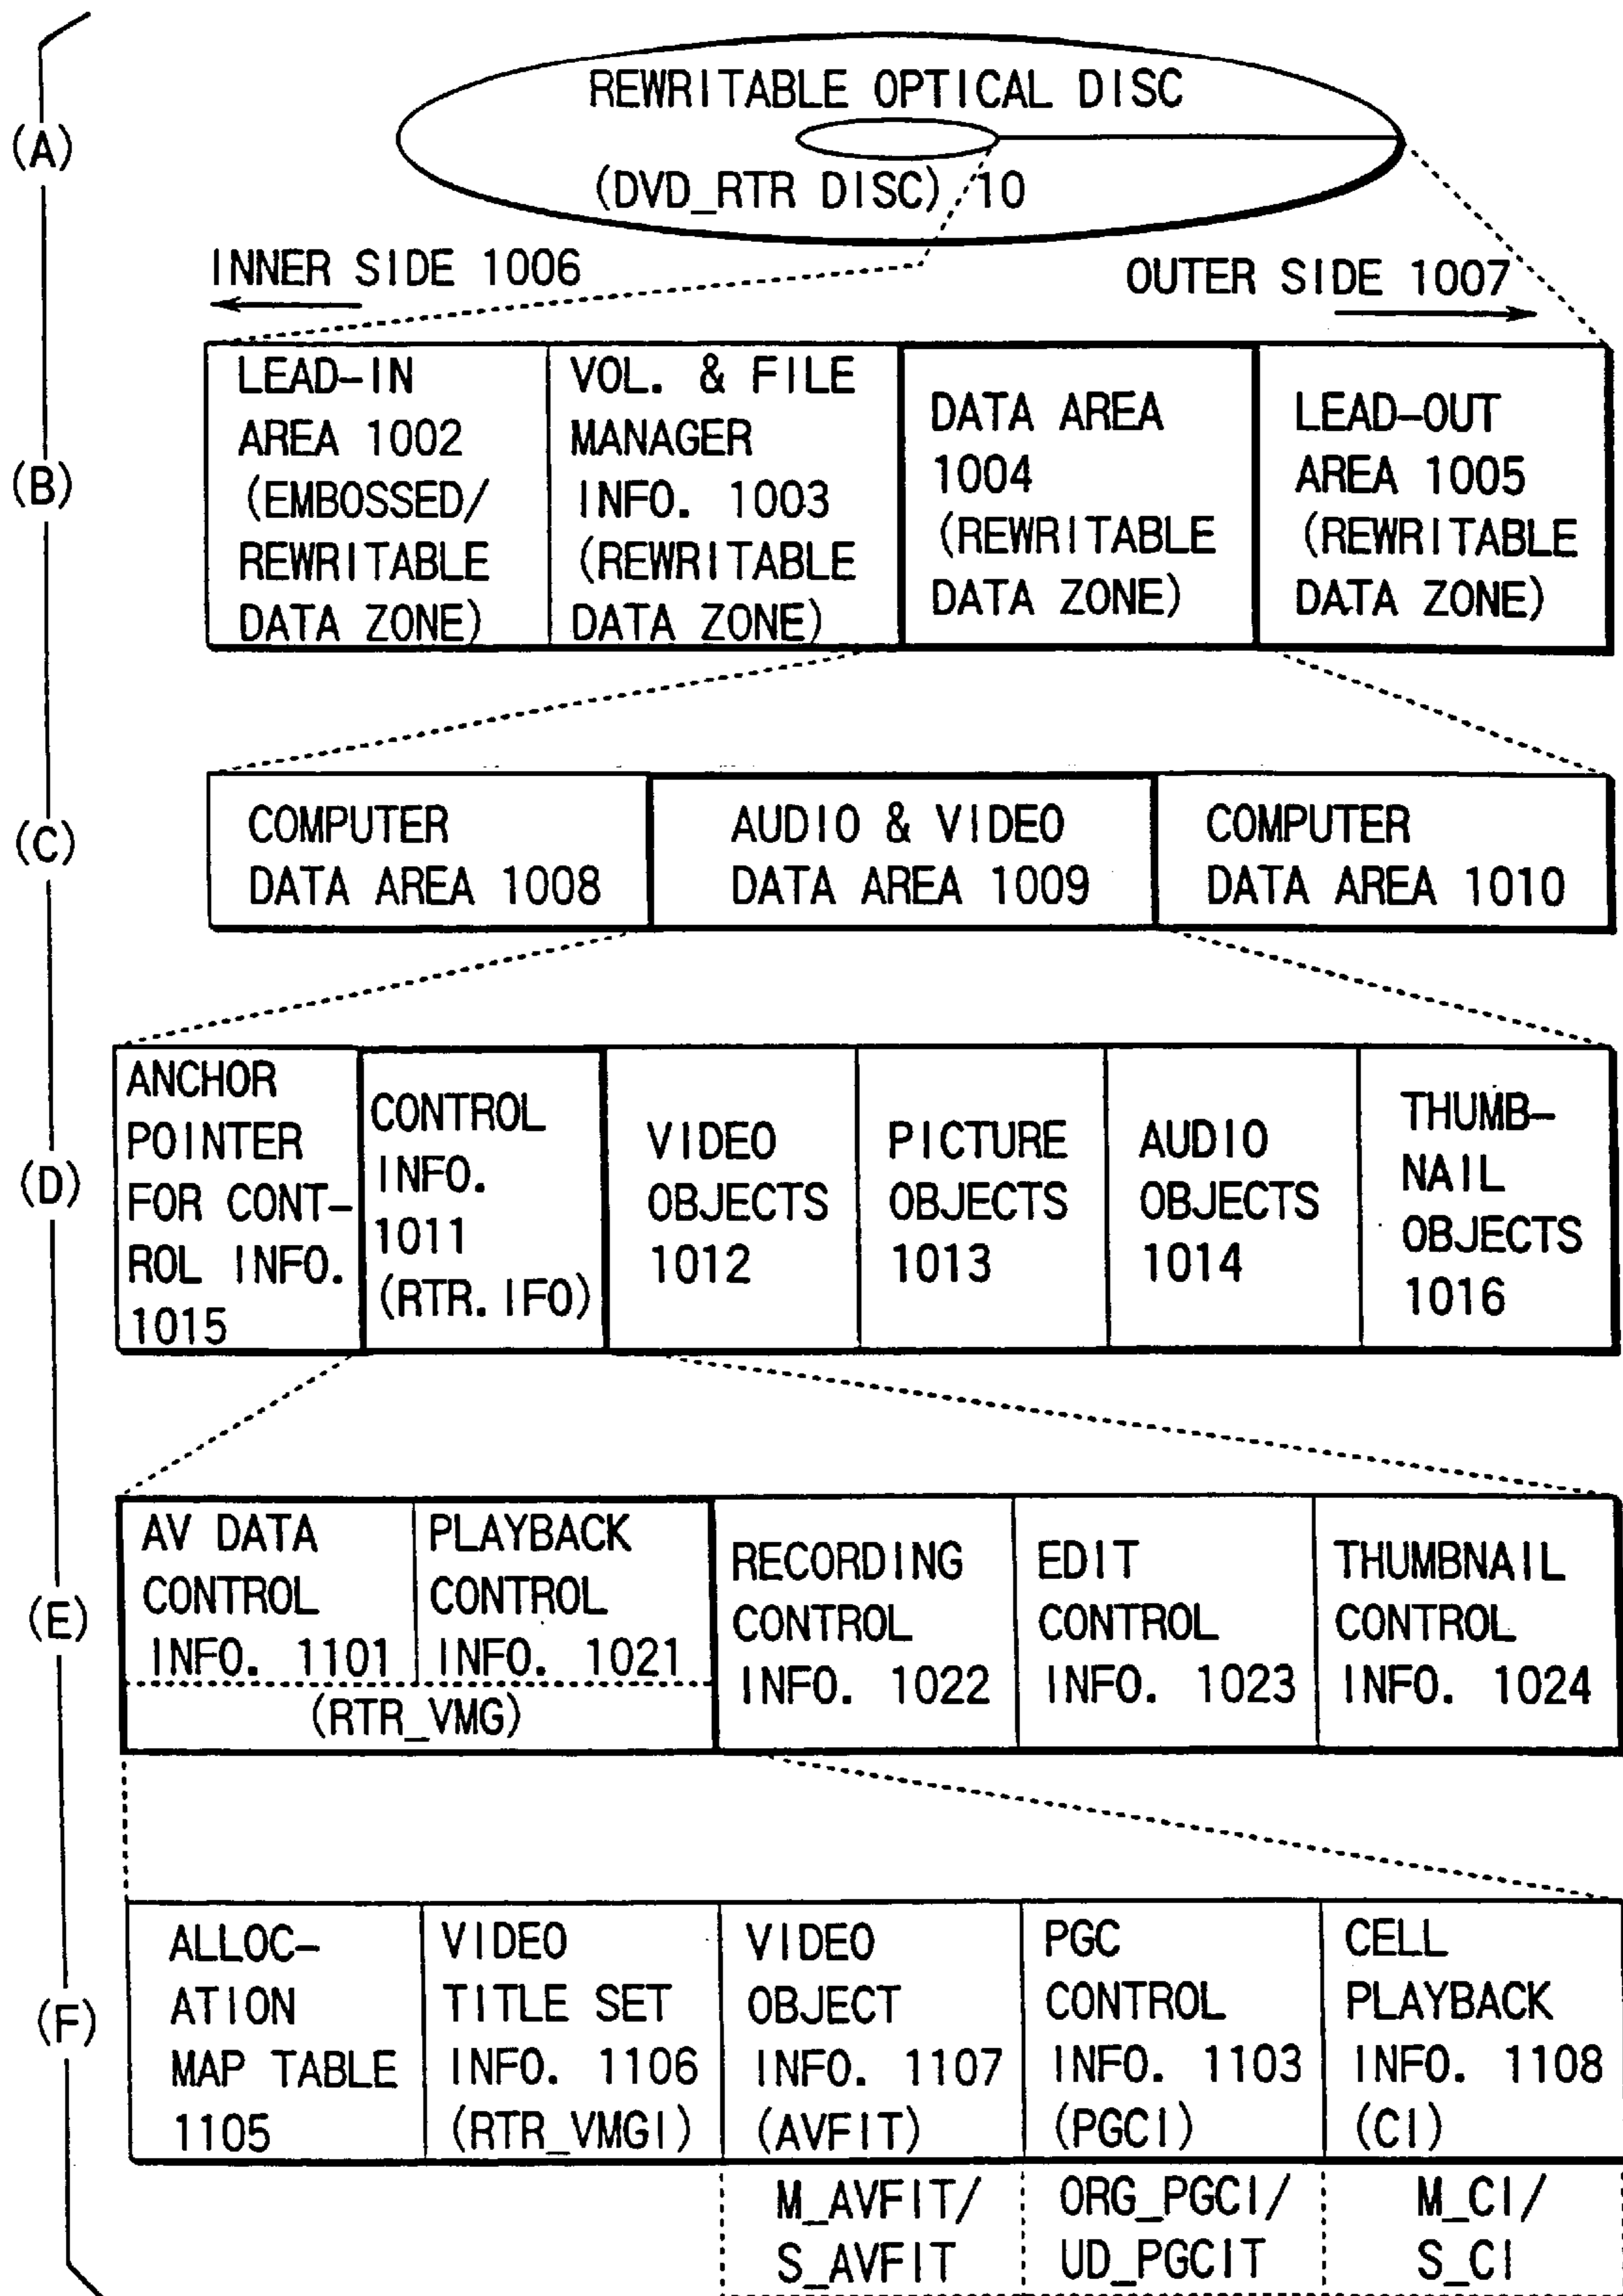 (A)
REWRITABLE OPTICAL DISC
(DVD_RTR DISC) 10
INNER SIDE 1006
OUTER SIDE 1007
(B)
LEAD-IN
AREA 1002
(EMBOSSED/
REWRITABLE
DATA ZONE)
VOL. & FILE
MANAGER
INFO. 1003
(REWRITABLE
DATA ZONE)
DATA AREA
1004
(REWRITABLE
DATA ZONE)
LEAD-OUT
AREA 1005
(REWRITABLE
DATA ZONE)
(C)
COMPUTER
DATA AREA 1008
AUDIO & VIDEO
DATA AREA 1009
COMPUTER
DATA AREA 1010
(D)
ANCHOR
POINTER
FOR CONT-
ROL INFO.
1015
CONTROL
INFO.
1011
(RTR.IFO)
VIDEO
OBJECTS
1012
PICTURE
OBJECTS
1013
AUDIO
OBJECTS
1014
THUMB-
NAIL
OBJECTS
1016
(E)
AV DATA
CONTROL
INFO. 1101
PLAYBACK
CONTROL
INFO. 1021
(RTR_VMG)
RECORDING
CONTROL
INFO. 1022
EDIT
CONTROL
INFO. 1023
THUMBNAIL
CONTROL
INFO. 1024
(F)
ALLOC-
ATION
MAP TABLE
1105
VIDEO
TITLE SET
INFO. 1106
(RTR_VMGI)
VIDEO
OBJECT
INFO. 1107
(AVFIT)
PGC
CONTROL
INFO. 1103
(PGCI)
CELL
PLAYBACK
INFO. 1108
(CI)
M_AVFIT/
S_AVFIT
ORG_PGCI/
UD_PGCIT
M_CI/
S_CI